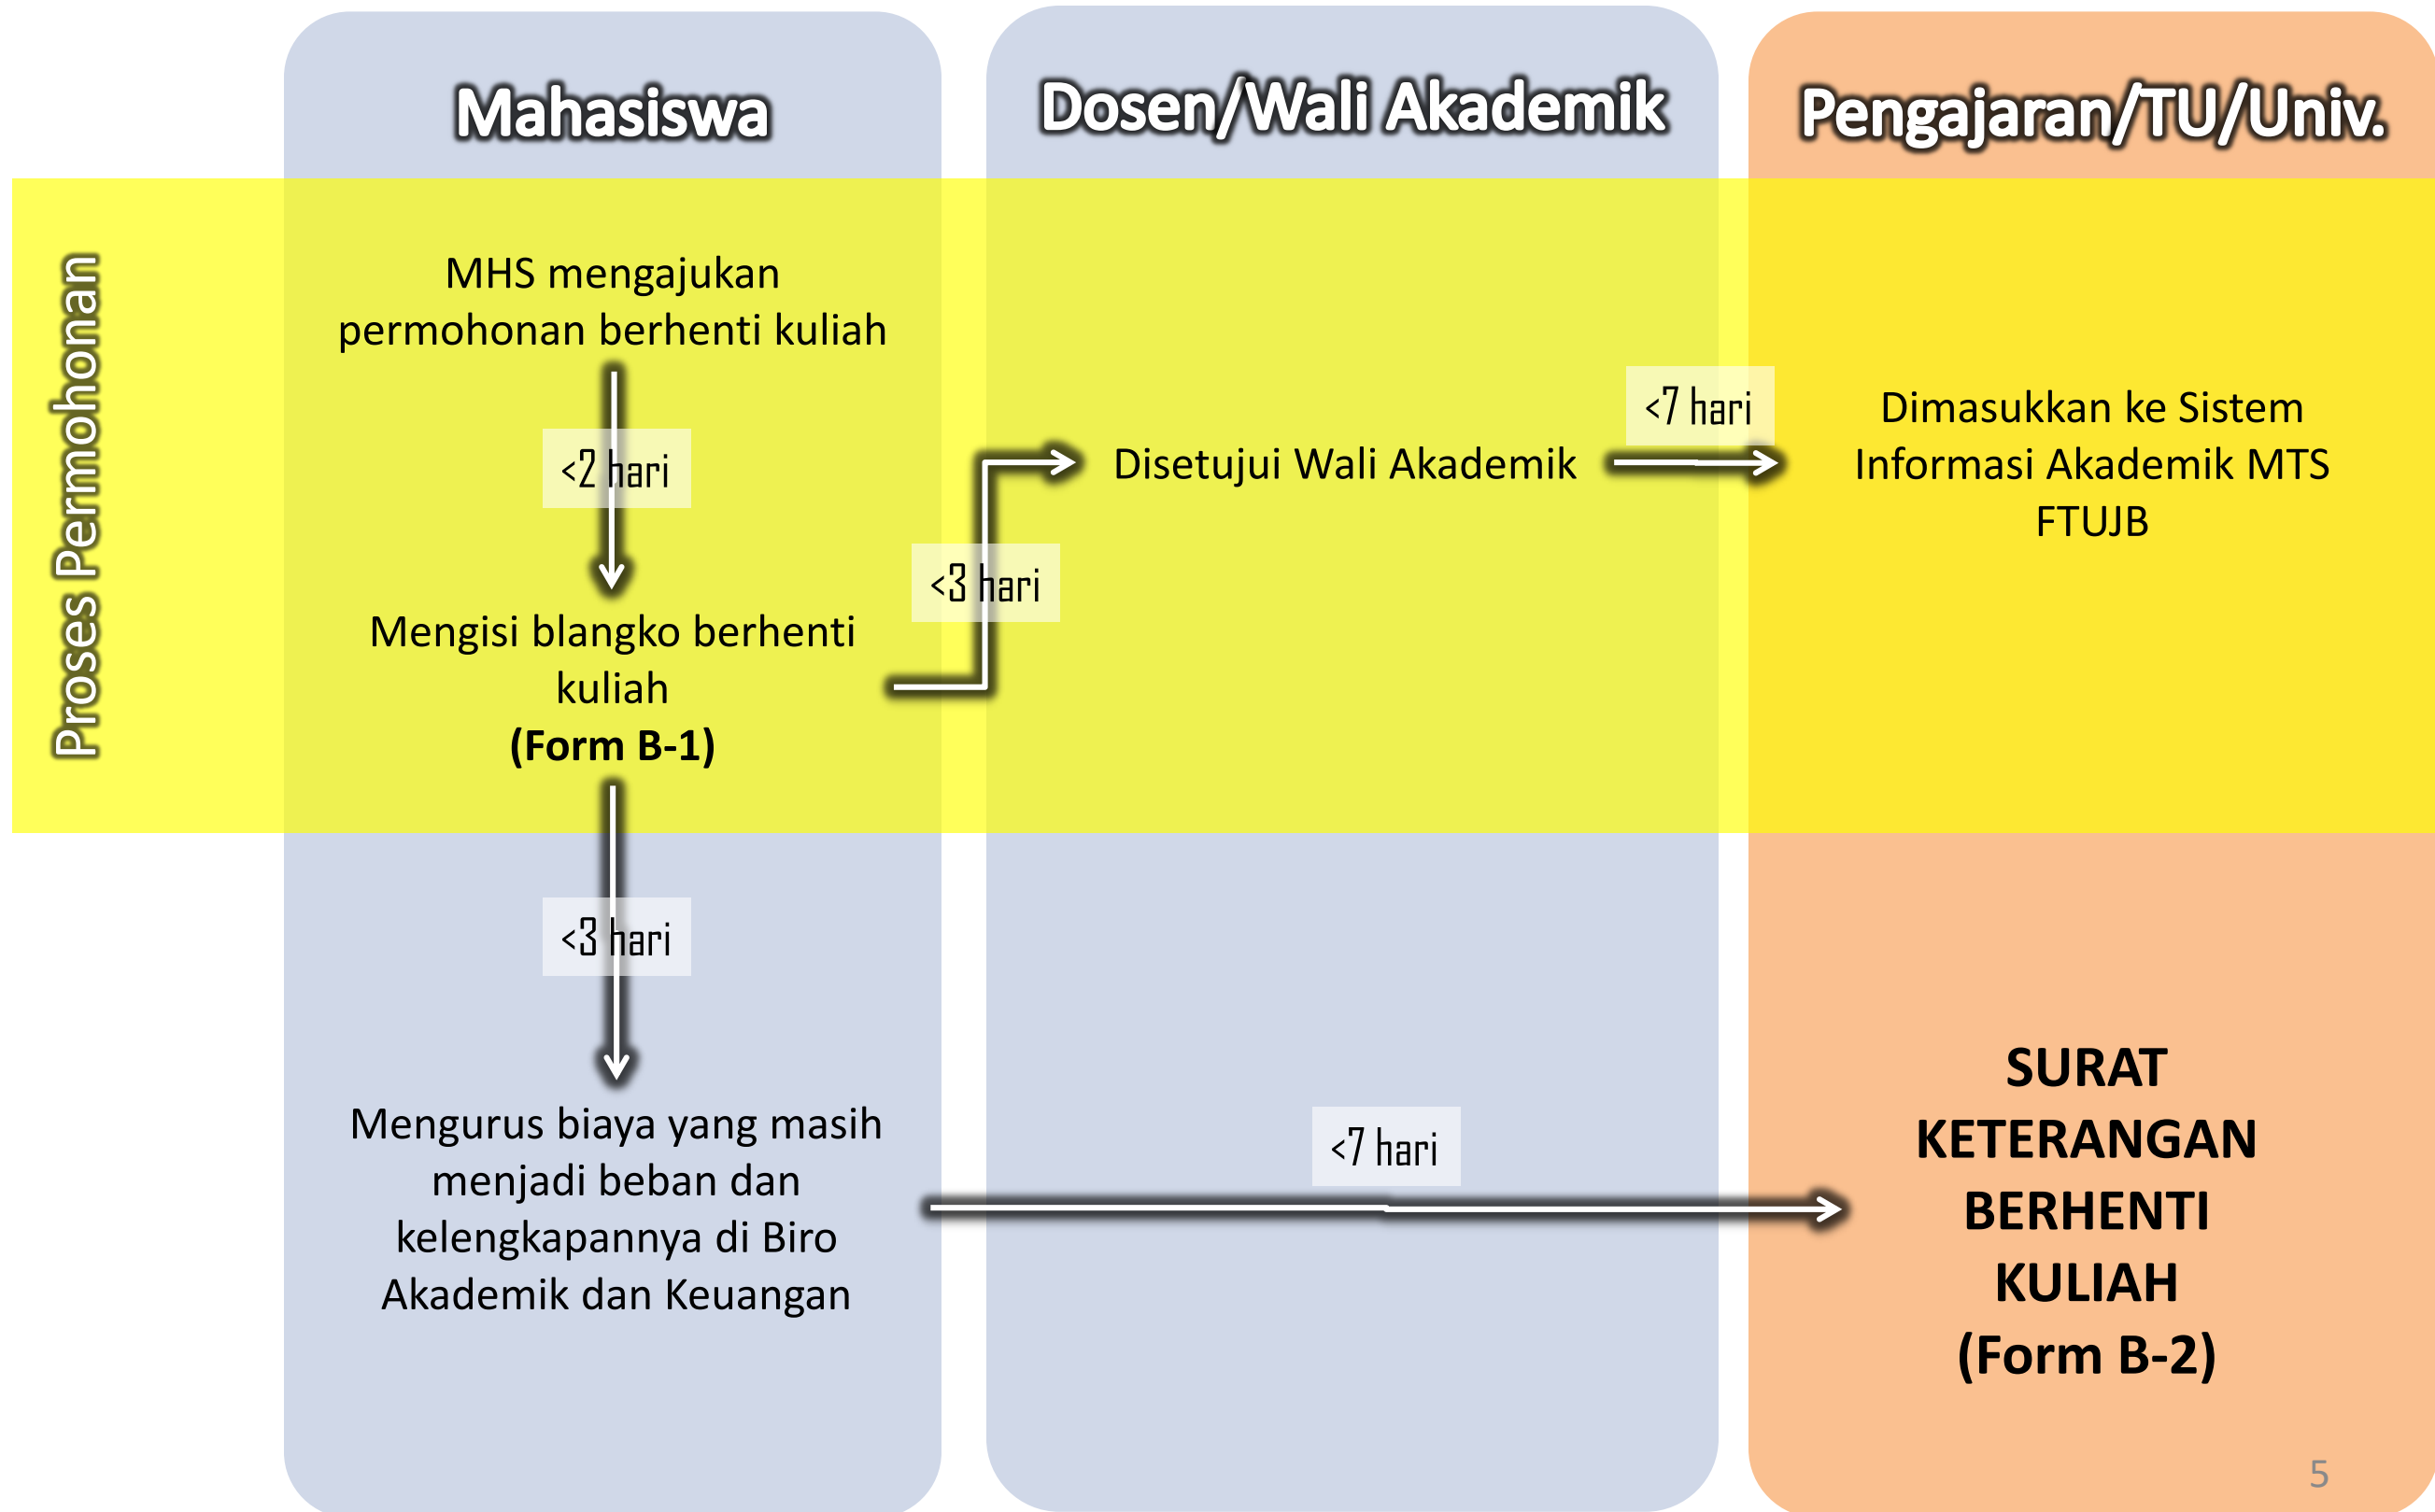 Mahasiswa
Dosen/Wali Akademik
Pengajaran/TU/Univ.
Proses Permohonan
MHS mengajukan
permohonan berhenti kuliah
<2 hari
Mengisi blangko berhenti
kuliah
(Form B-1)
<3 hari
Disetujui Wali Akademik
<7 hari
Dimasukkan ke Sistem
Informasi Akademik MTS
FTUJB
<3 hari
Mengurus biaya yang masih
menjadi beban dan
kelengkapannya di Biro
Akademik dan Keuangan
<7 hari
SURAT
KETERANGAN
BERHENTI
KULIAH
(Form B-2)
5